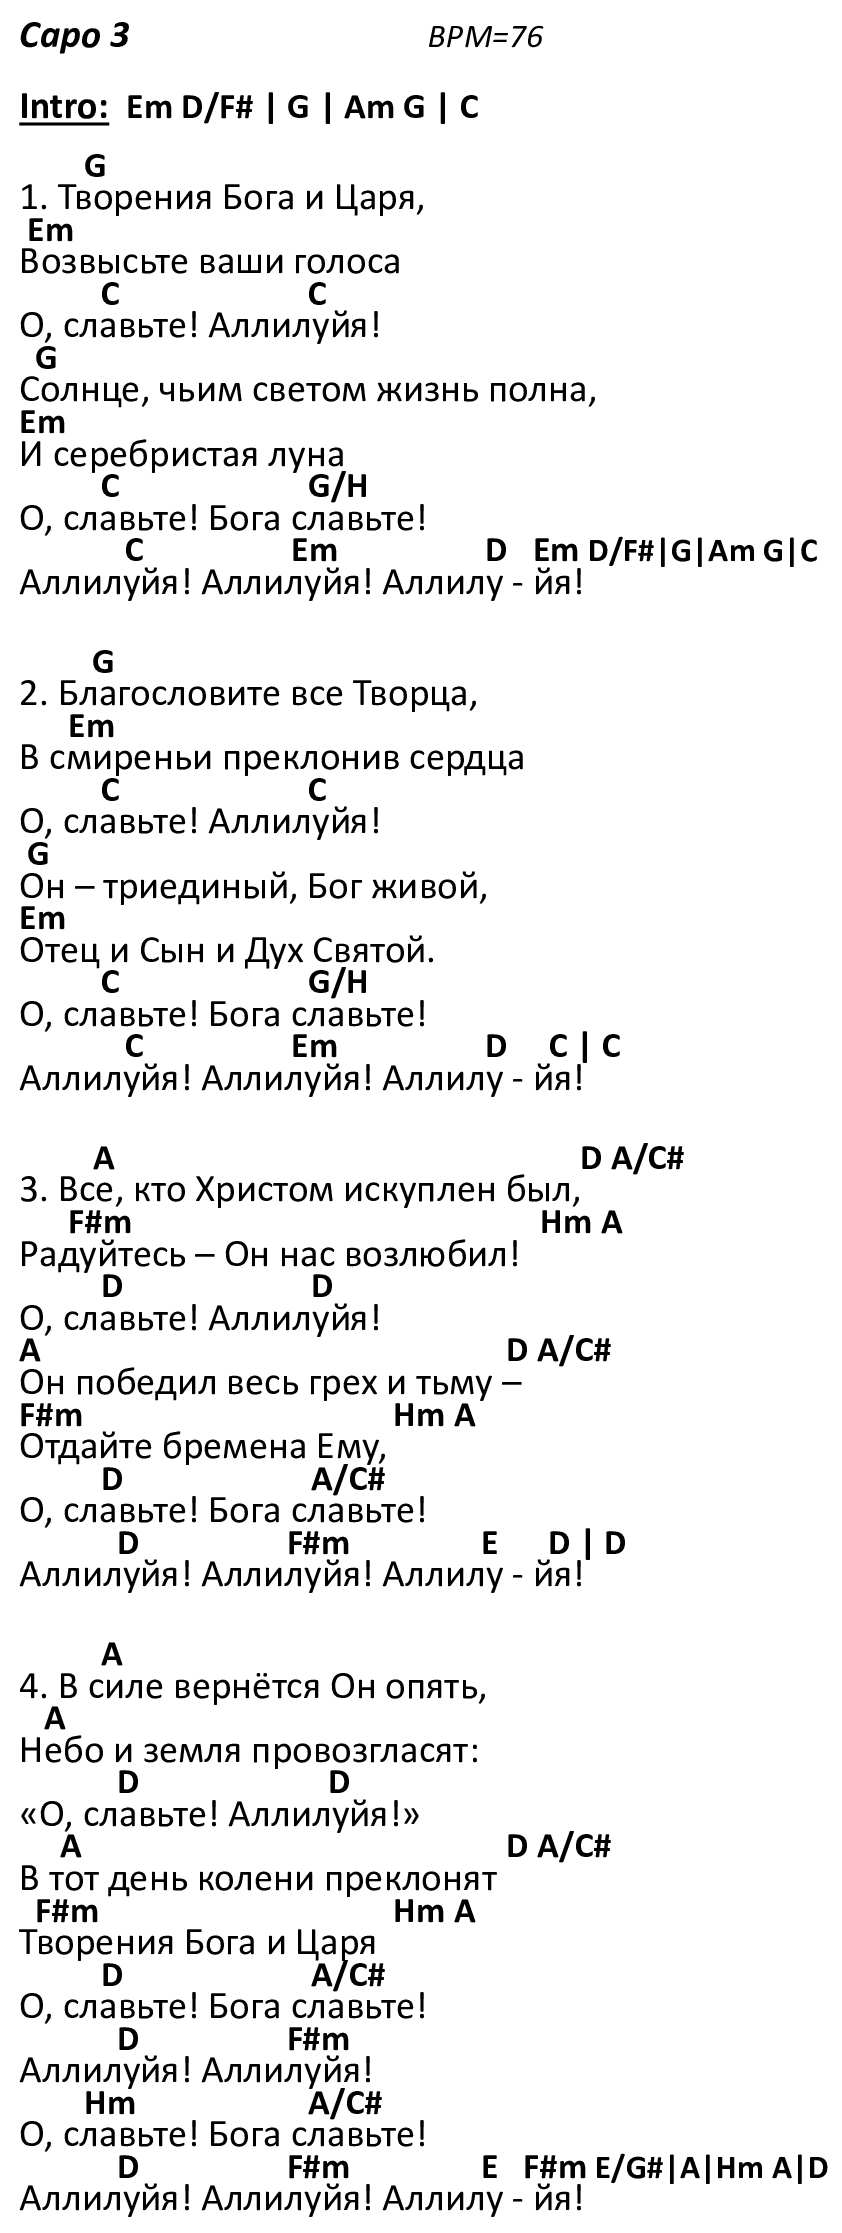 Capo 3 BPM=76
Intro: Em D/F# | G | Am G | C
G
1. Творения Бога и Царя,
Em
Возвысьте ваши голоса
C C
О, славьте! Аллилуйя!
G
Солнце, чьим светом жизнь полна,
Em
И серебристая луна
C G/H
О, славьте! Бога славьте!
C Em D Em D/F#|G|Am G|C
Аллилуйя! Аллилуйя! Аллилу - йя!
G
2. Благословите все Творца,
Em
В смиреньи преклонив сердца
C C
О, славьте! Аллилуйя!
G
Он – триединый, Бог живой,
Em
Отец и Сын и Дух Святой.
C G/H
О, славьте! Бога славьте!
C Em D C | C
Аллилуйя! Аллилуйя! Аллилу - йя!
A D A/C#
3. Все, кто Христом искуплен был,
F#m Hm A
Радуйтесь – Он нас возлюбил!
D D
О, славьте! Аллилуйя!
A D A/C#
Он победил весь грех и тьму –
F#m Hm A
Отдайте бремена Ему,
D A/C#
О, славьте! Бога славьте!
D F#m E D | D
Аллилуйя! Аллилуйя! Аллилу - йя!
A
4. В силе вернётся Он опять,
A
Небо и земля провозгласят:
D D
«О, славьте! Аллилуйя!»
A D A/C#
В тот день колени преклонят
F#m Hm A
Творения Бога и Царя
D A/C#
О, славьте! Бога славьте!
D F#m
Аллилуйя! Аллилуйя!
Hm A/C#
О, славьте! Бога славьте!
D F#m E F#m E/G#|A|Hm A|D
Аллилуйя! Аллилуйя! Аллилу - йя!